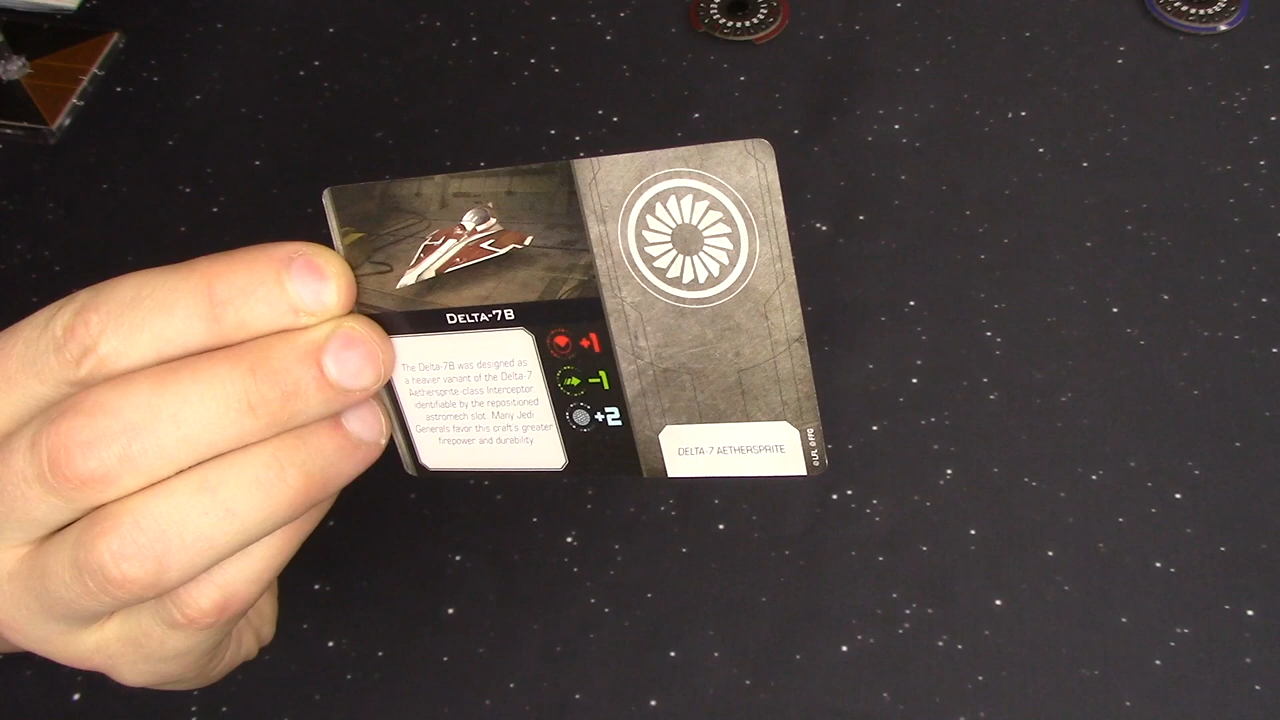 DELTA-7B
The Delta-7B was designed as
a heavier variant of the Delta-7
Aethersprite-class Interceptor,
identifiable by the repositioned
astromech slot. Many Jedi
Generals favor this craft's greater
firepower and durability.
+1
-1
+2
DELTA-7 AETHERSPRITE
© LFL © FFG